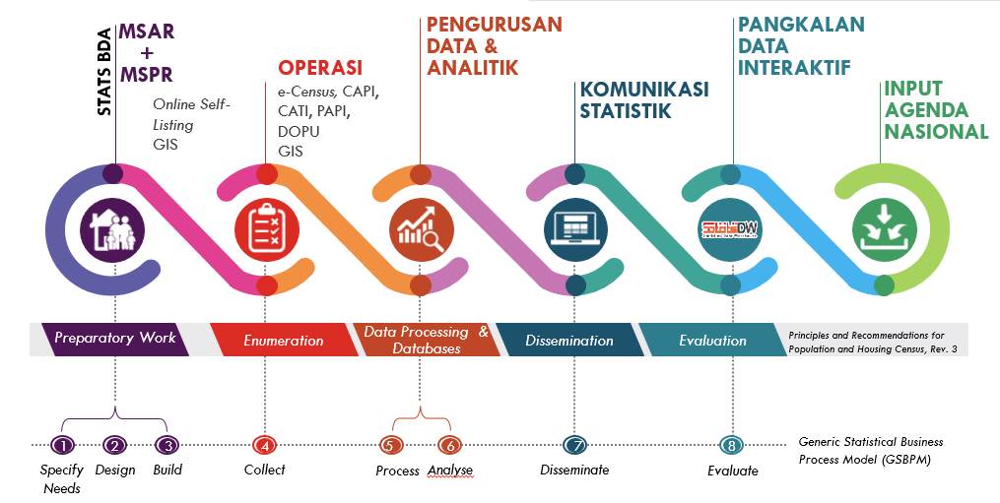 STATS BDA
MSAR
+
MSPR
Online Self-
Listing
GIS
OPERASI
e-Census, CAPI,
CATI, PAPI,
DOPU
GIS
PENGURUSAN
DATA &
ANALITIK
KOMUNIKASI
STATISTIK
PANGKALAN
DATA
INTERAKTIF
INPUT
AGENDA
NASIONAL
DW
Preparatory Work
Enumeration
Data Processing &
Databases
Dissemination
Evaluation
Principles and Recommendations for
Population and Housing Census, Rev. 3
1
2
3
4
5
6
7
8
Specify
Needs
Design
Build
Collect
Process
Analyse
Disseminate
Evaluate
Generic Statistical Business
Process Model (GSBPM)